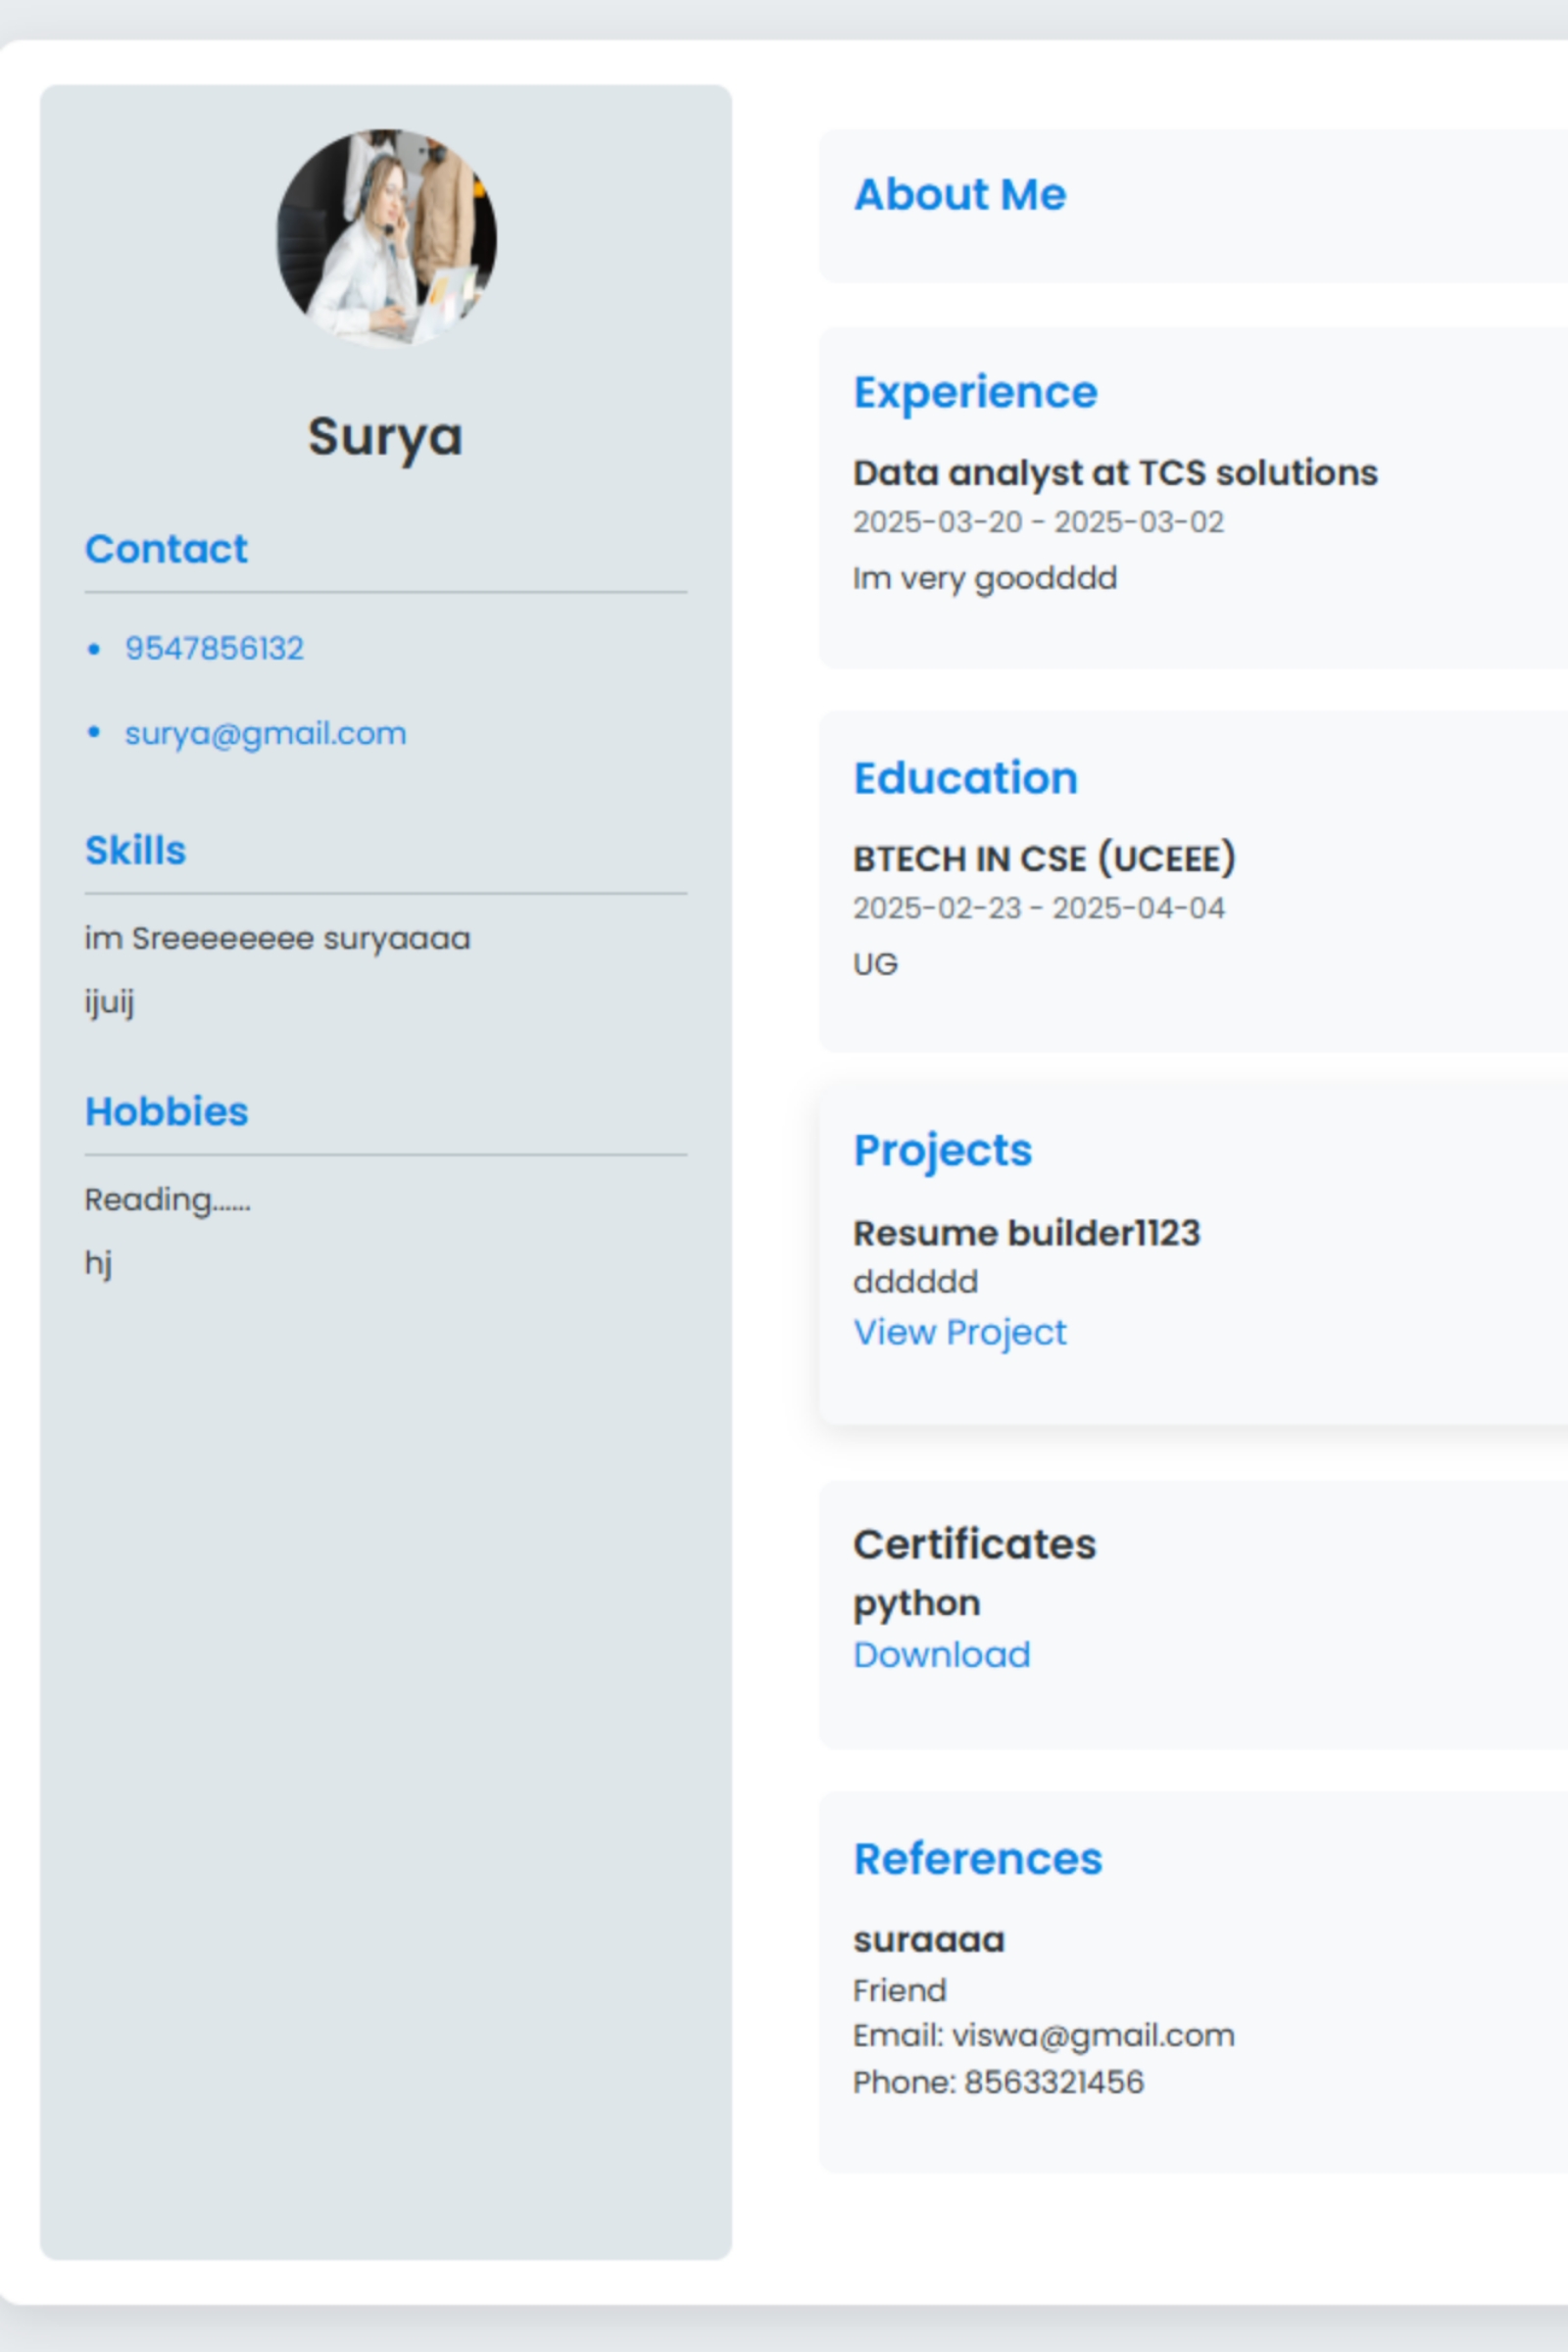 Surya
Contact
9547856132
surya@gmail.com
Skills
im Sreeeeeeee suryaaaa
ijuij
Hobbies
Reading......
hj
About Me
Experience
Data analyst at TCS solutions
2025-03-20 - 2025-03-02
Im very goodddd
Education
BTECH IN CSE (UCEEE)
2025-02-23 - 2025-04-04
UG
Projects
Resume builder1123
dddddd
View Project
Certificates
python
Download
References
suraaaa
Friend
Email: viswa@gmail.com
Phone: 8563321456